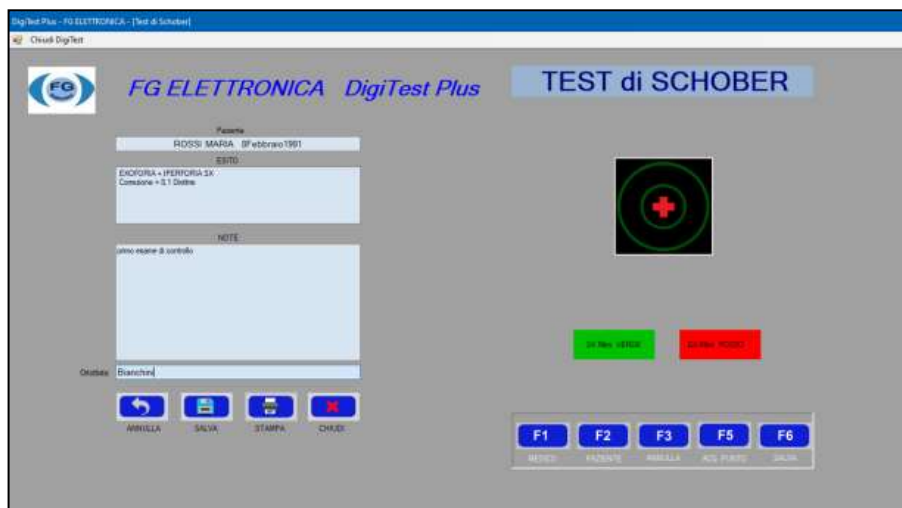 DigiTest Plus - FG ELETTRONICA - [Test di Schober]
Chiudi DigiTest
FG
FG ELETTRONICA DigiTest Plus
TEST di SCHOBER
Paziente
ROSSI MARIA 8Febbraio1981
ESITO
EXOFORIA + IPERFORIA SX
= 0.1 Diottrie
NOTE
primo esame di controllo
Bianchini
ANNULLA
SALVA
STAMPA
CHIUDI
VERDE
ROSSO
F1
F2
F3
F5
F6
MEDICO
PAZIENTE
ANNULLA
ACQ. PUNTO
SALVA